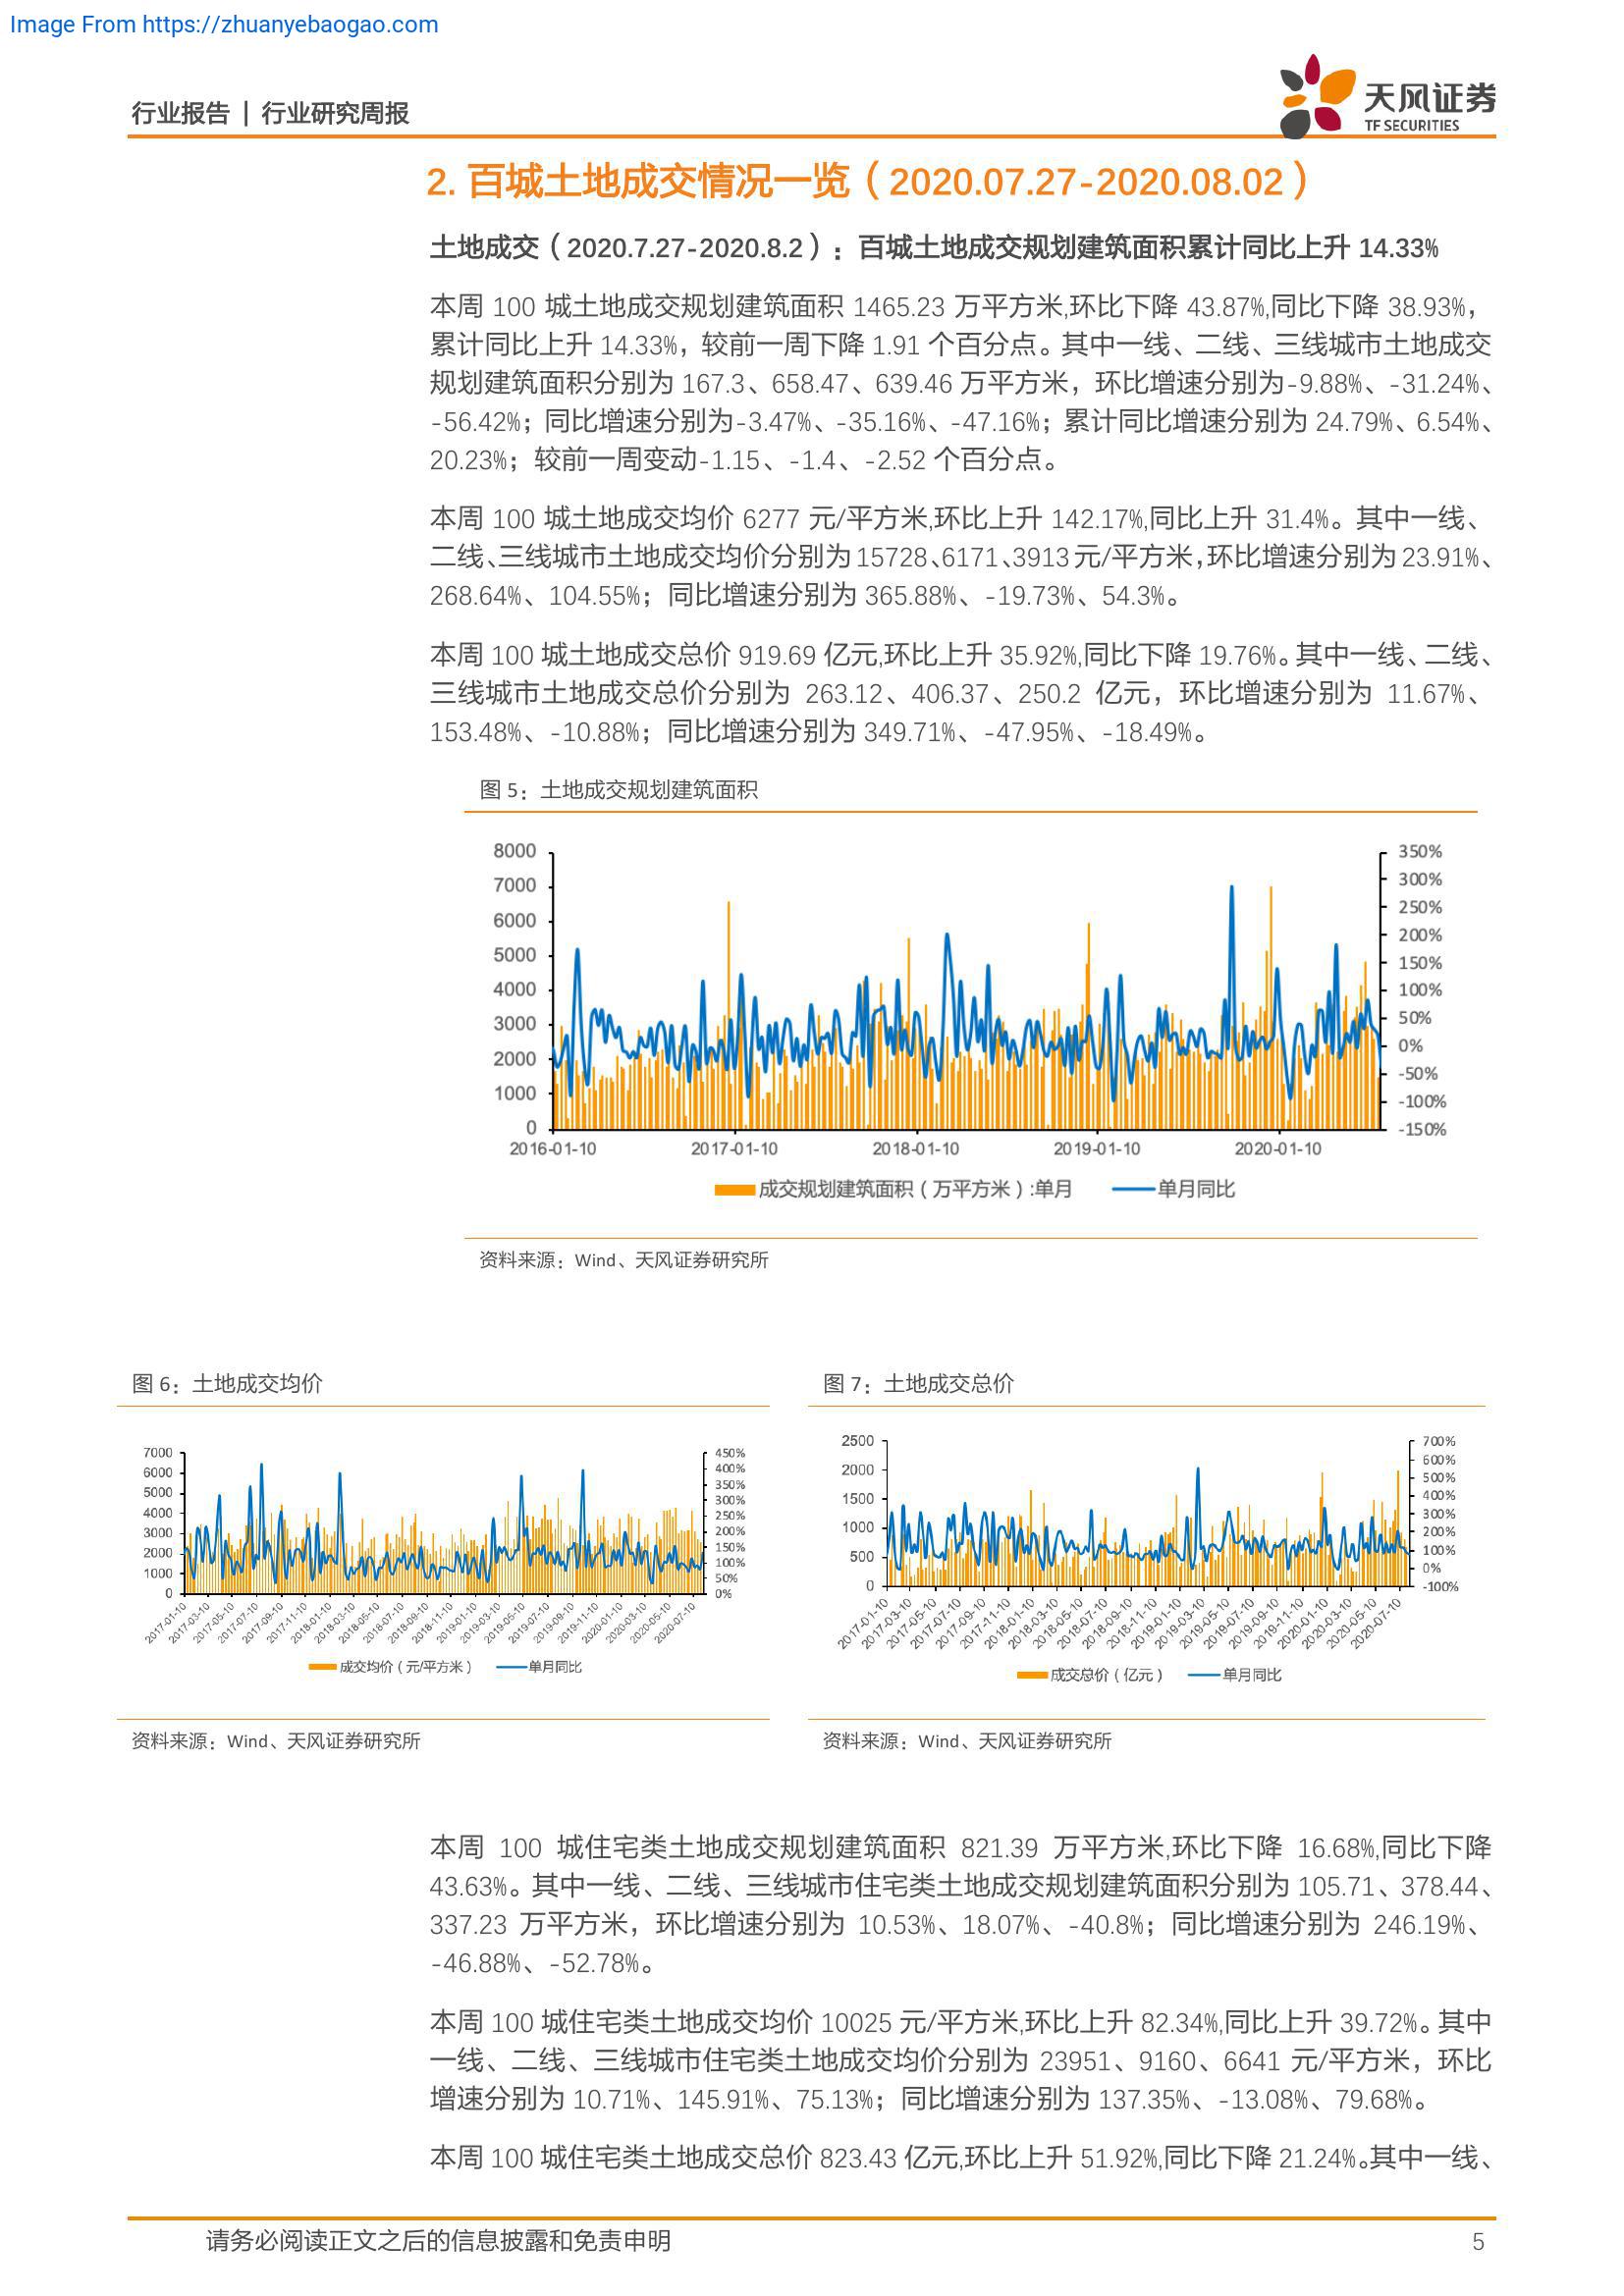 Image From https://zhuanyebaogao.com
行业报告 | 行业研究周报
天风证券
TF SECURITIES
2. 百城土地成交情况一览（2020.07.27-2020.08.02）
土地成交（2020.7.27-2020.8.2）：百城土地成交规划建筑面积累计同比上升 14.33%
本周 100 城土地成交规划建筑面积 1465.23 万平方米,环比下降 43.87%,同比下降 38.93%，
累计同比上升 14.33%，较前一周下降 1.91 个百分点。其中一线、二线、三线城市土地成交
规划建筑面积分别为 167.3、658.47、639.46 万平方米，环比增速分别为-9.88%、-31.24%、
-56.42%；同比增速分别为-3.47%、-35.16%、-47.16%；累计同比增速分别为 24.79%、6.54%、
20.23%；较前一周变动-1.15、-1.4、-2.52 个百分点。
本周 100 城土地成交均价 6277 元/平方米,环比上升 142.17%,同比上升 31.4%。其中一线、
二线、三线城市土地成交均价分别为 15728、6171、3913 元/平方米，环比增速分别为 23.91%、
268.64%、104.55%；同比增速分别为 365.88%、-19.73%、54.3%。
本周 100 城土地成交总价 919.69 亿元,环比上升 35.92%,同比下降 19.76%。其中一线、二线、
三线城市土地成交总价分别为 263.12、406.37、250.2 亿元，环比增速分别为 11.67%、
153.48%、-10.88%；同比增速分别为 349.71%、-47.95%、-18.49%。
图 5：土地成交规划建筑面积
8000 350%
7000 300%
6000 250%
5000 200%
4000 150%
3000 100%
2000 50%
1000 0%
0 -50%
-100%
-150%
2016-01-10 2017-01-10 2018-01-10 2019-01-10 2020-01-10
成交规划建筑面积（万平方米）:单月 单月同比
资料来源：Wind、天风证券研究所
图 6：土地成交均价
7000 450%
6000 400%
5000 350%
4000 300%
3000 250%
2000 200%
1000 150%
0 100%
50%
0%
2017-01-10 2017-03-10 2017-05-10 2017-07-10 2017-09-10 2017-11-10 2018-01-10 2018-03-10 2018-05-10 2018-07-10 2018-09-10 2018-11-10 2019-01-10 2019-03-10 2019-05-10 2019-07-10 2019-09-10 2019-11-10 2020-01-10 2020-03-10 2020-05-10 2020-07-10
成交均价（元/平方米） 单月同比
资料来源：Wind、天风证券研究所
图 7：土地成交总价
2500 700%
2000 600%
1500 500%
1000 400%
500 300%
0 200%
100%
0%
-100%
2017-01-10 2017-03-10 2017-05-10 2017-07-10 2017-09-10 2017-11-10 2018-01-10 2018-03-10 2018-05-10 2018-07-10 2018-09-10 2018-11-10 2019-01-10 2019-03-10 2019-05-10 2019-07-10 2019-09-10 2019-11-10 2020-01-10 2020-03-10 2020-05-10 2020-07-10
成交总价（亿元） 单月同比
资料来源：Wind、天风证券研究所
本周 100 城住宅类土地成交规划建筑面积 821.39 万平方米,环比下降 16.68%,同比下降
43.63%。其中一线、二线、三线城市住宅类土地成交规划建筑面积分别为 105.71、378.44、
337.23 万平方米，环比增速分别为 10.53%、18.07%、-40.8%；同比增速分别为 246.19%、
-46.88%、-52.78%。
本周 100 城住宅类土地成交均价 10025 元/平方米,环比上升 82.34%,同比上升 39.72%。其中
一线、二线、三线城市住宅类土地成交均价分别为 23951、9160、6641 元/平方米，环比
增速分别为 10.71%、145.91%、75.13%；同比增速分别为 137.35%、-13.08%、79.68%。
本周 100 城住宅类土地成交总价 823.43 亿元,环比上升 51.92%,同比下降 21.24%。其中一线、
请务必阅读正文之后的信息披露和免责申明 5